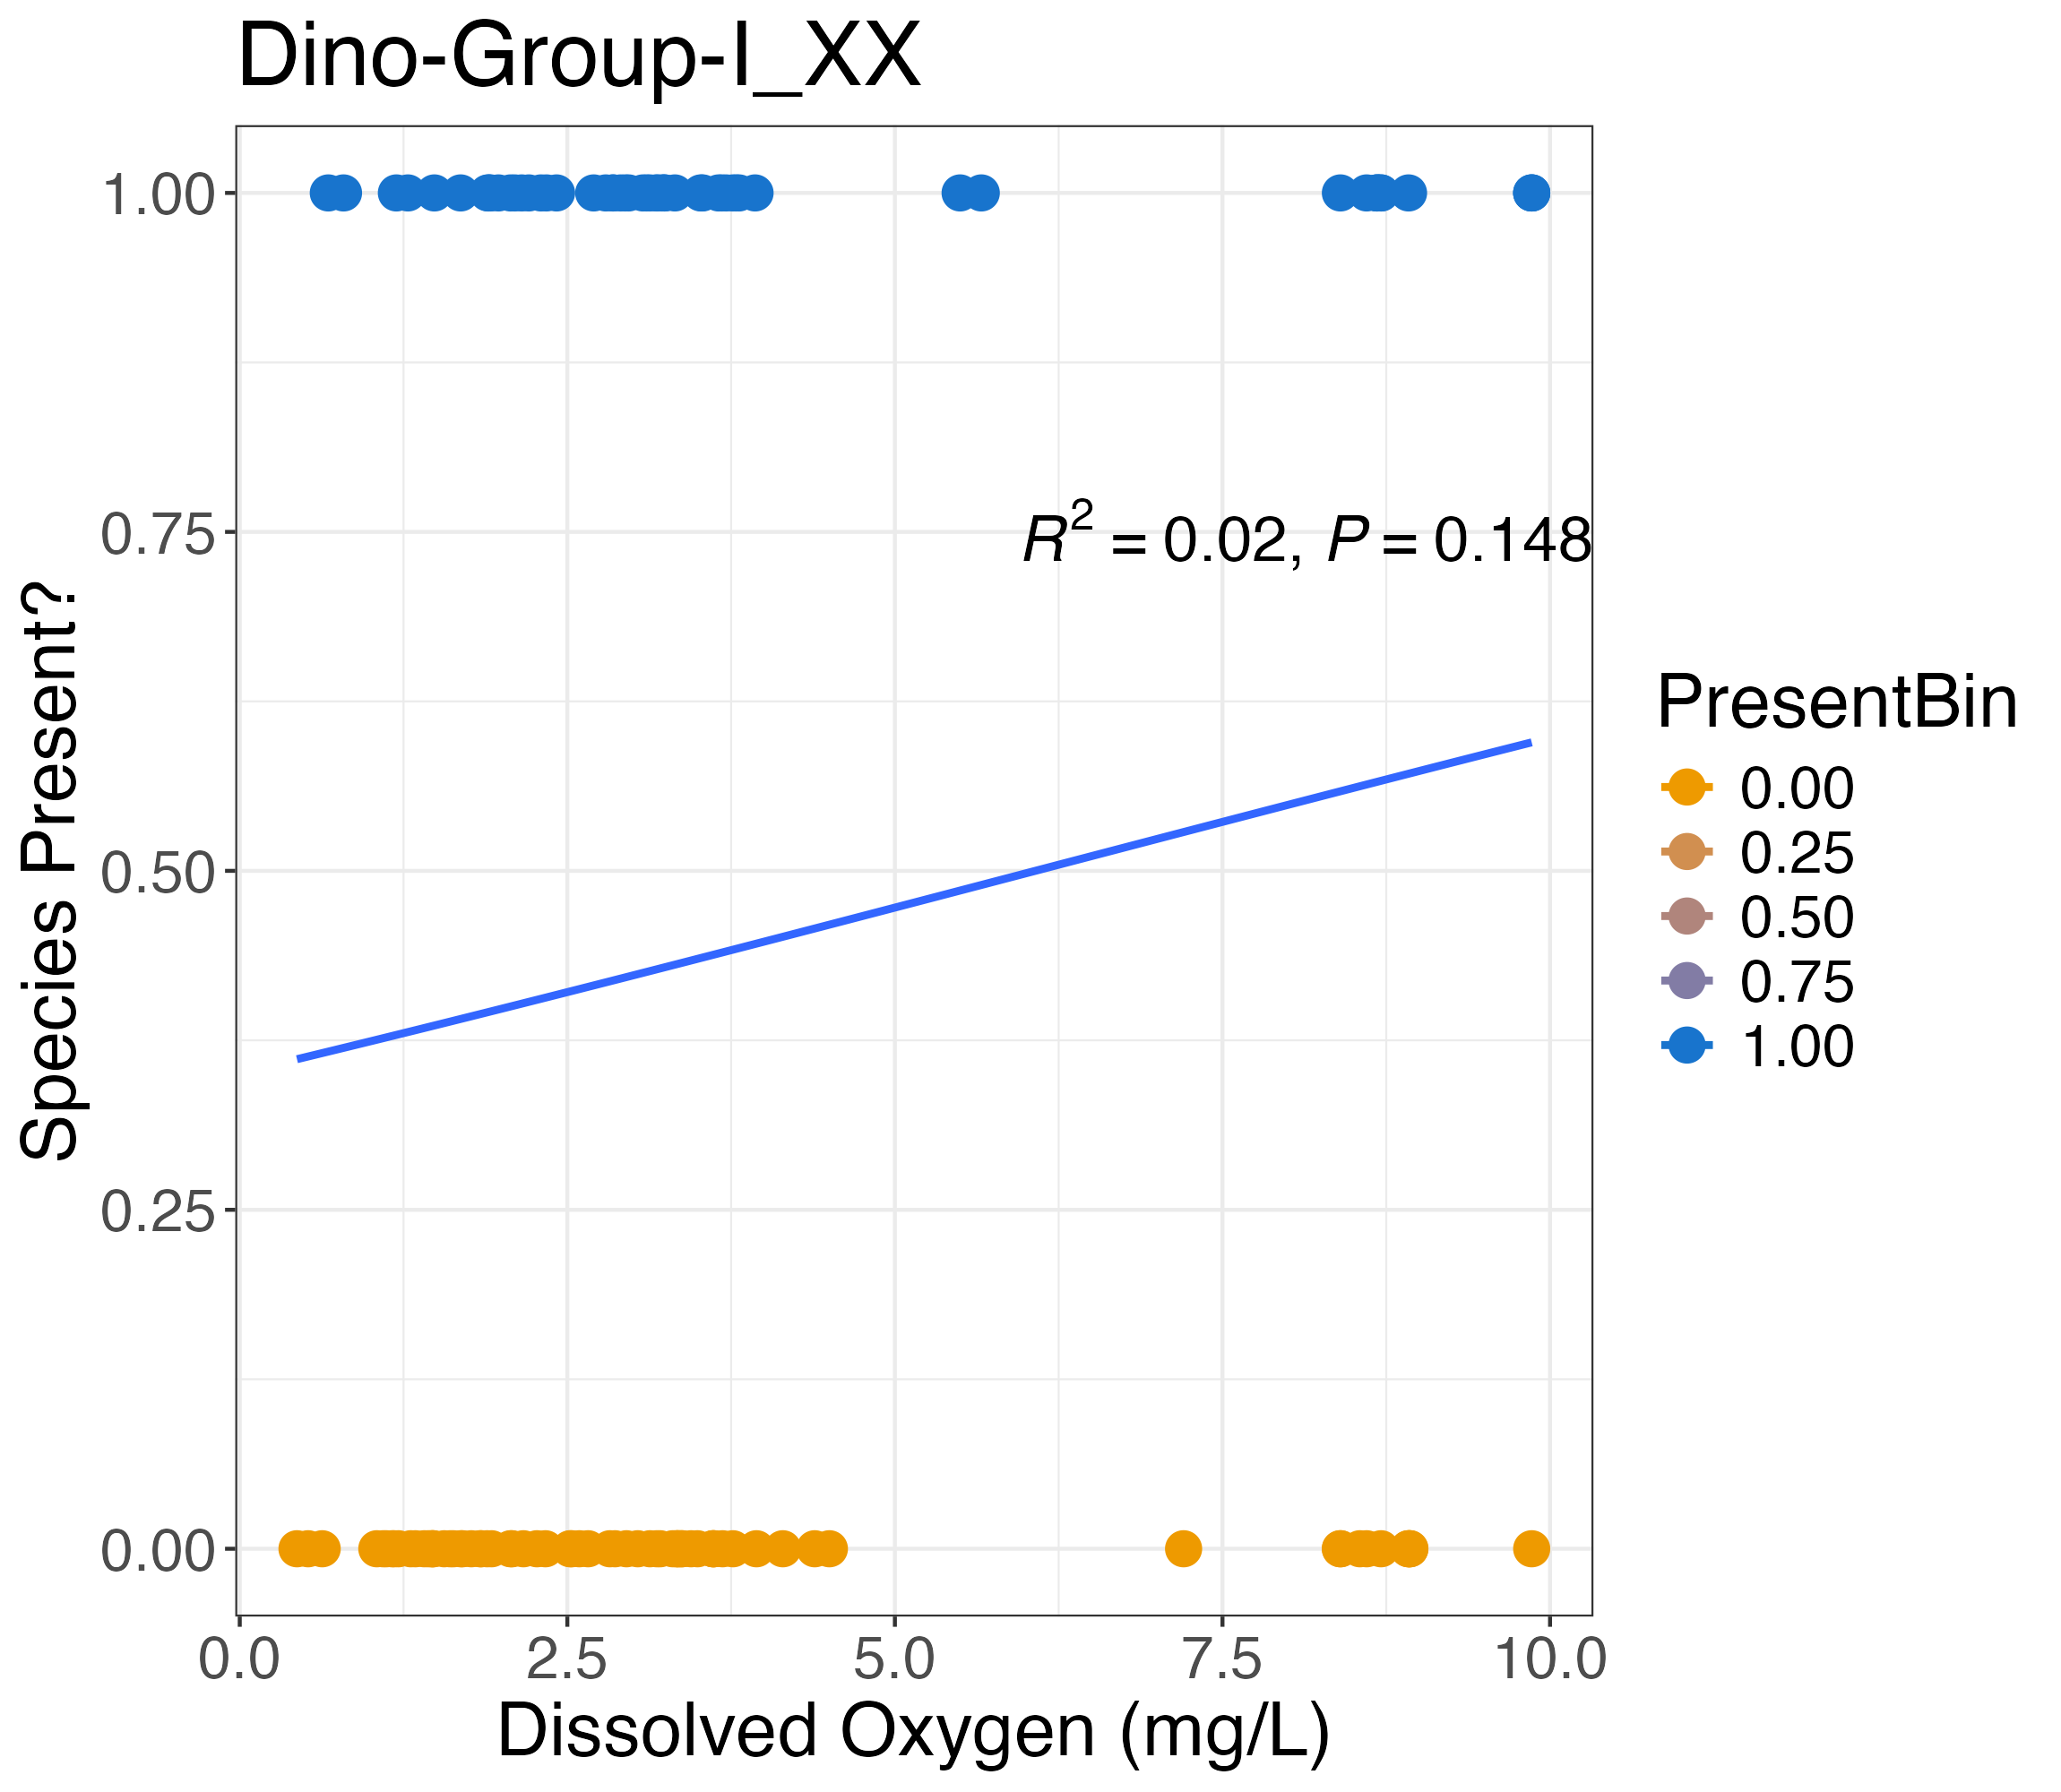 Dino-Group-I_XX
1.00
0.75
0.50
0.25
0.00
Species Present?
R² = 0.02, P = 0.148
0.0 2.5 5.0 7.5 10.0
Dissolved Oxygen (mg/L)
PresentBin
0.00
0.25
0.50
0.75
1.00